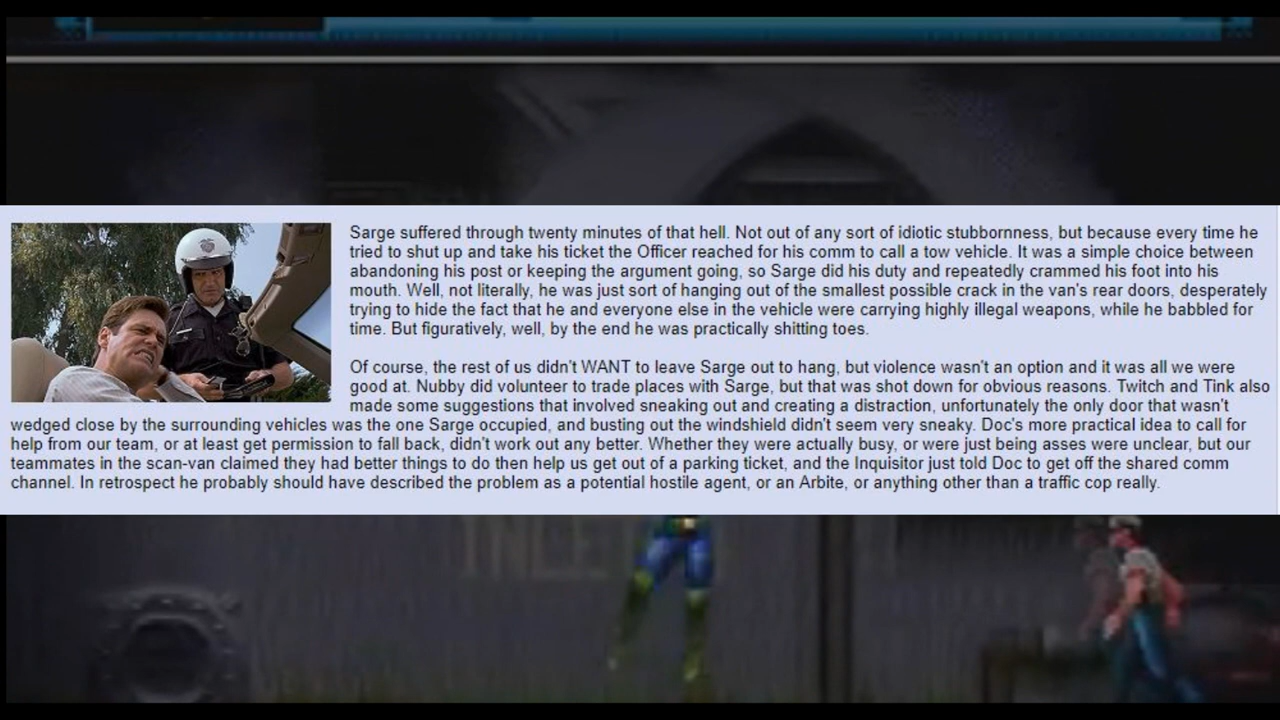 Sarge suffered through twenty minutes of that hell. Not out of any sort of idiotic stubbornness, but because every time he
tried to shut up and take his ticket the Officer reached for his comm to call a tow vehicle. It was a simple choice between
abandoning his post or keeping the argument going, so Sarge did his duty and repeatedly crammed his foot into his
mouth. Well, not literally, he was just sort of hanging out of the smallest possible crack in the van's rear doors, desperately
trying to hide the fact that he and everyone else in the vehicle were carrying highly illegal weapons, while he babbled for
time. But figuratively, well, by the end he was practically shitting toes.
Of course, the rest of us didn't WANT to leave Sarge out to hang, but violence wasn't an option and it was all we were
good at. Nubby did volunteer to trade places with Sarge, but that was shot down for obvious reasons. Twitch and Tink also
made some suggestions that involved sneaking out and creating a distraction, unfortunately the only door that wasn't
wedged close by the surrounding vehicles was the one Sarge occupied, and busting out the windshield didn't seem very sneaky. Doc's more practical idea to call for
help from our team, or at least get permission to fall back, didn't work out any better. Whether they were actually busy, or were just being asses were unclear, but our
teammates in the scan-van claimed they had better things to do then help us get out of a parking ticket, and the Inquisitor just told Doc to get off the shared comm
channel. In retrospect he probably should have described the problem as a potential hostile agent, or an Arbite, or anything other than a traffic cop really.